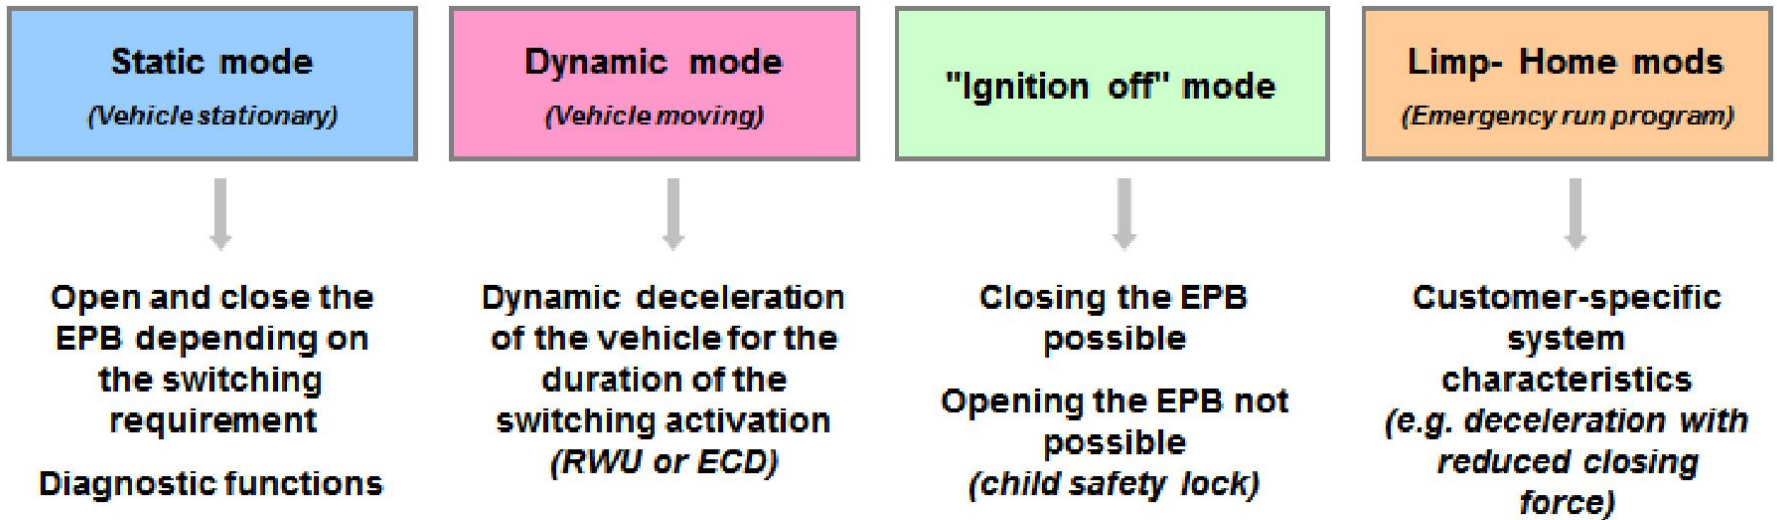 Static mode
(Vehicle stationary)
Open and close the
EPB depending on
the switching
requirement
Diagnostic functions
Dynamic mode
(Vehicle moving)
Dynamic deceleration
of the vehicle for the
duration of the
switching activation
(RWU or ECD)
"Ignition off" mode
Closing the EPB
possible
Opening the EPB not
possible
(child safety lock)
Limp- Home mods
(Emergency run program)
Customer-specific
system
characteristics
(e.g. deceleration with
reduced closing
force)